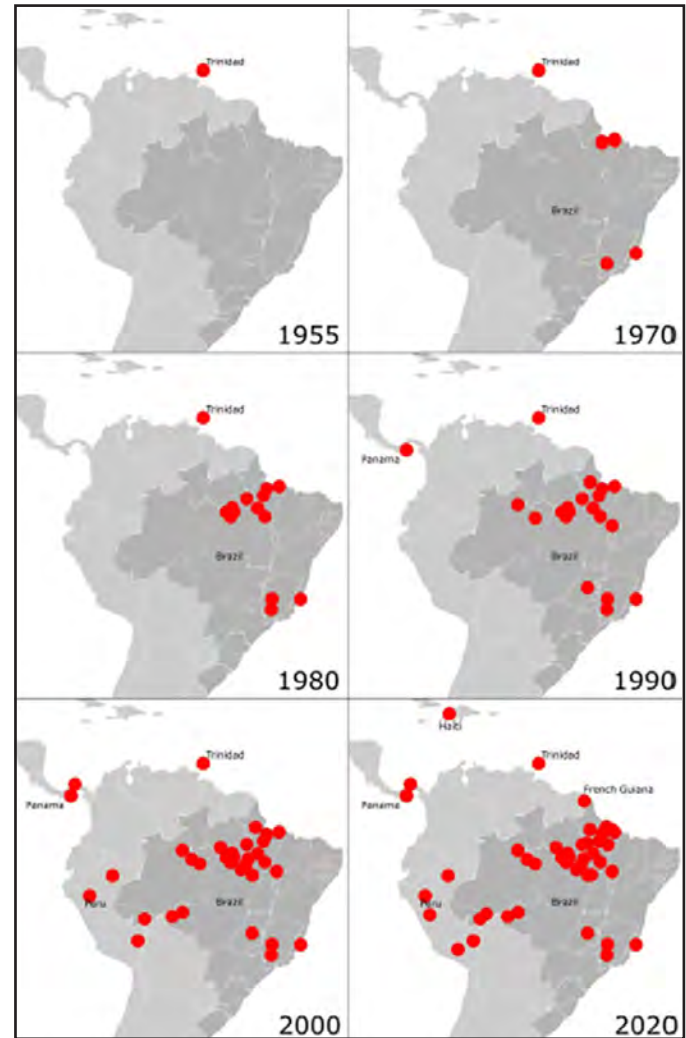 Trinidad
1955
Trinidad
Brazil
1970
Trinidad
Brazil
1980
Trinidad
Panama
Brazil
1990
Trinidad
Panama
Peru
Brazil
2000
Haiti
Trinidad
French Guiana
Panama
Peru
Brazil
2020